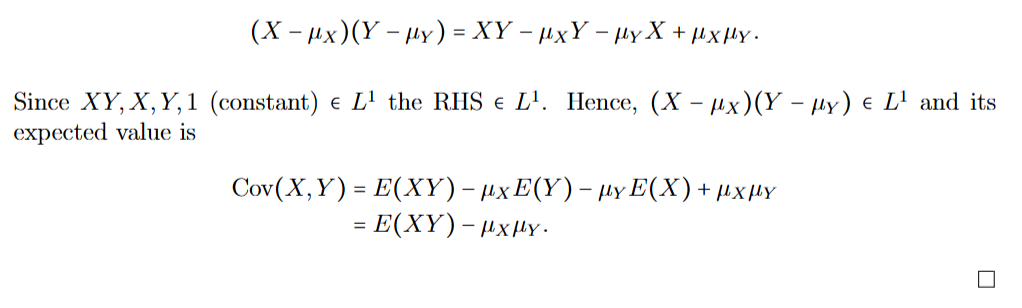 (X − μ_X)(Y − μ_Y) = XY − μ_X Y − μ_Y X + μ_X μ_Y.
Since XY, X, Y, 1 (constant) ∈ L¹ the RHS ∈ L¹. Hence, (X − μ_X)(Y − μ_Y) ∈ L¹ and its
expected value is
Cov(X, Y) = E(XY) − μ_X E(Y) − μ_Y E(X) + μ_X μ_Y
= E(XY) − μ_X μ_Y.
□